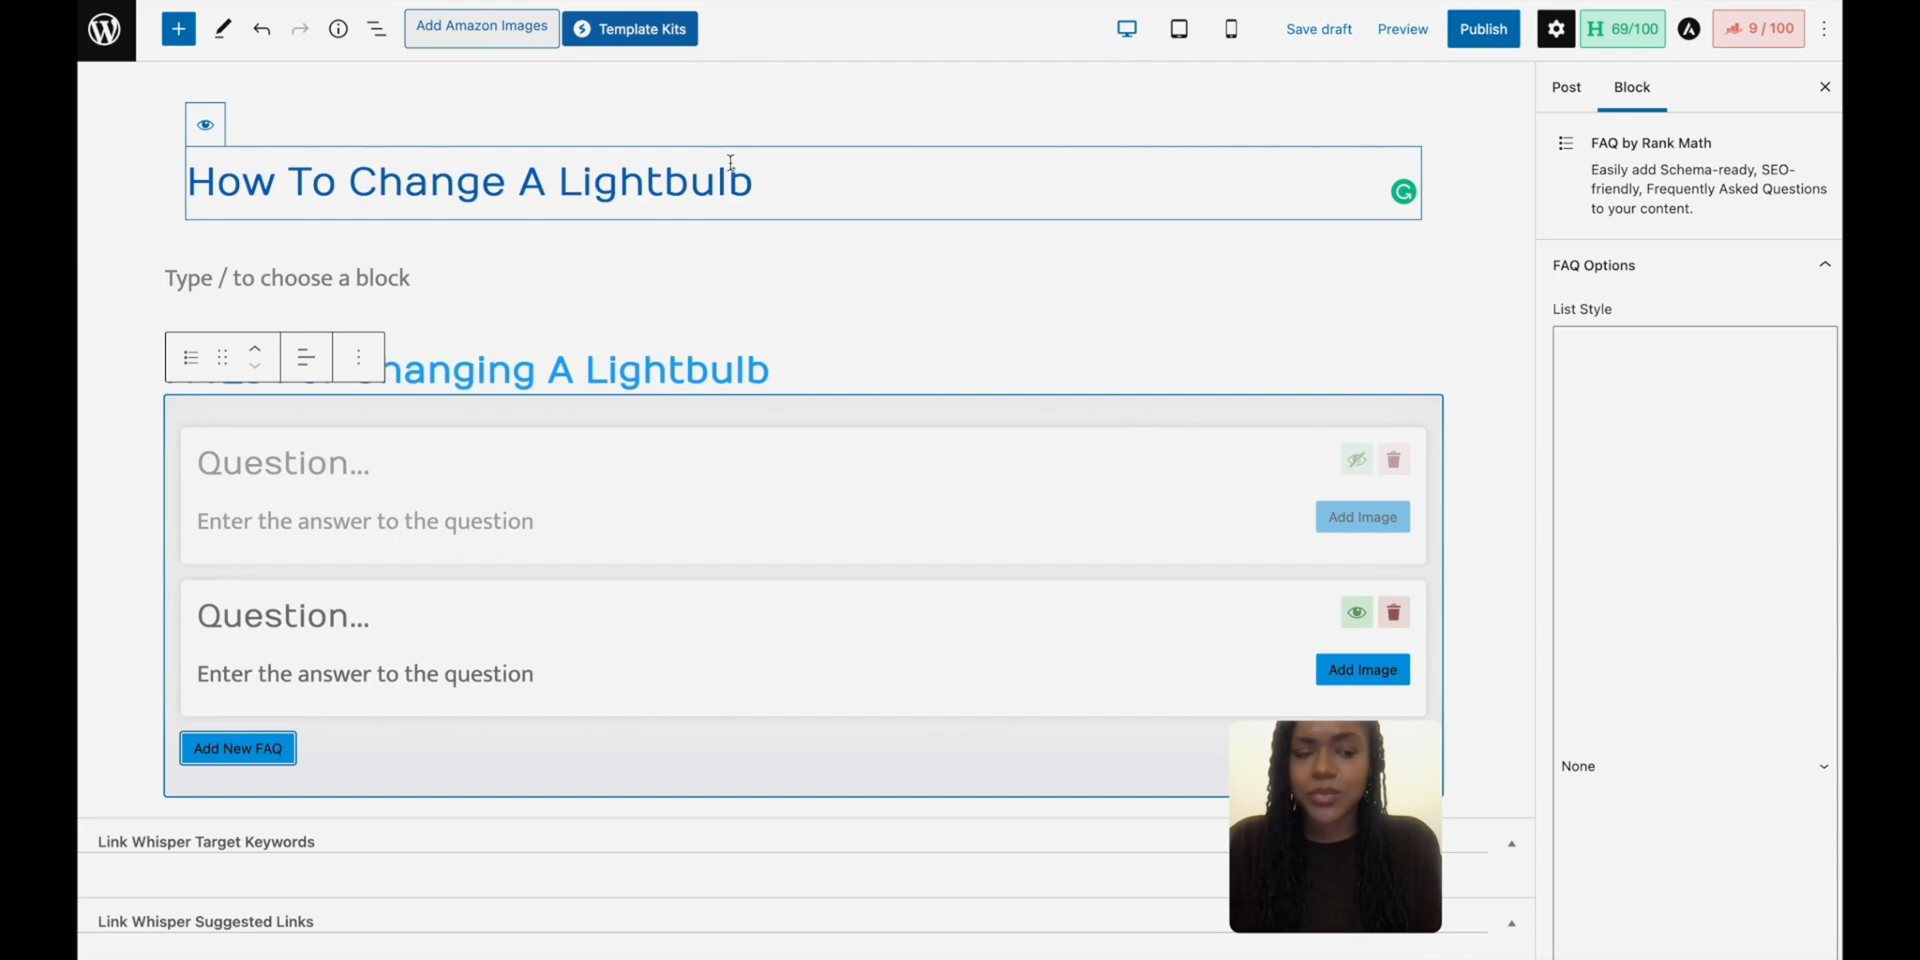 Add Amazon Images
Template Kits
Save draft
Preview
Publish
69/100
9 / 100
Post
Block
How To Change A Lightbulb
FAQ by Rank Math
Easily add Schema-ready, SEO-
friendly, Frequently Asked Questions
to your content.
Type / to choose a block
FAQ Options
List Style
hanging A Lightbulb
Question...
Enter the answer to the question
Add Image
Question...
Enter the answer to the question
Add Image
Add New FAQ
None
Link Whisper Target Keywords
Link Whisper Suggested Links